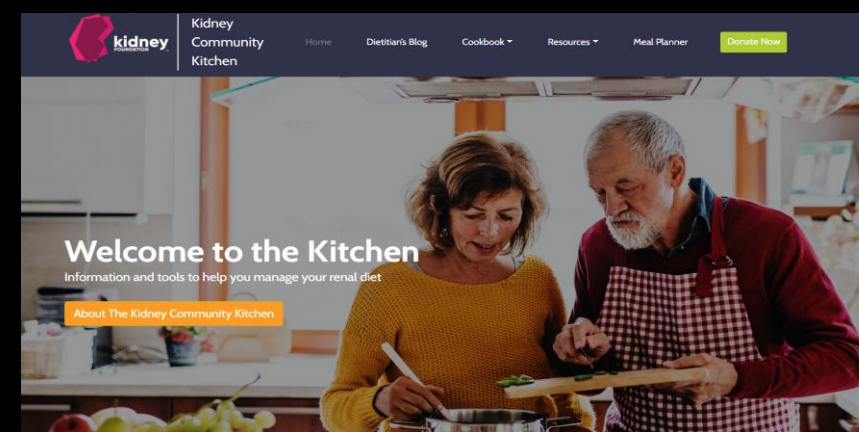 kidney
FOUNDATION
Kidney
Community
Kitchen
Home
Dietitian's Blog
Cookbook
Resources
Meal Planner
Donate Now
Welcome to the Kitchen
Information and tools to help you manage your renal diet
About The Kidney Community Kitchen